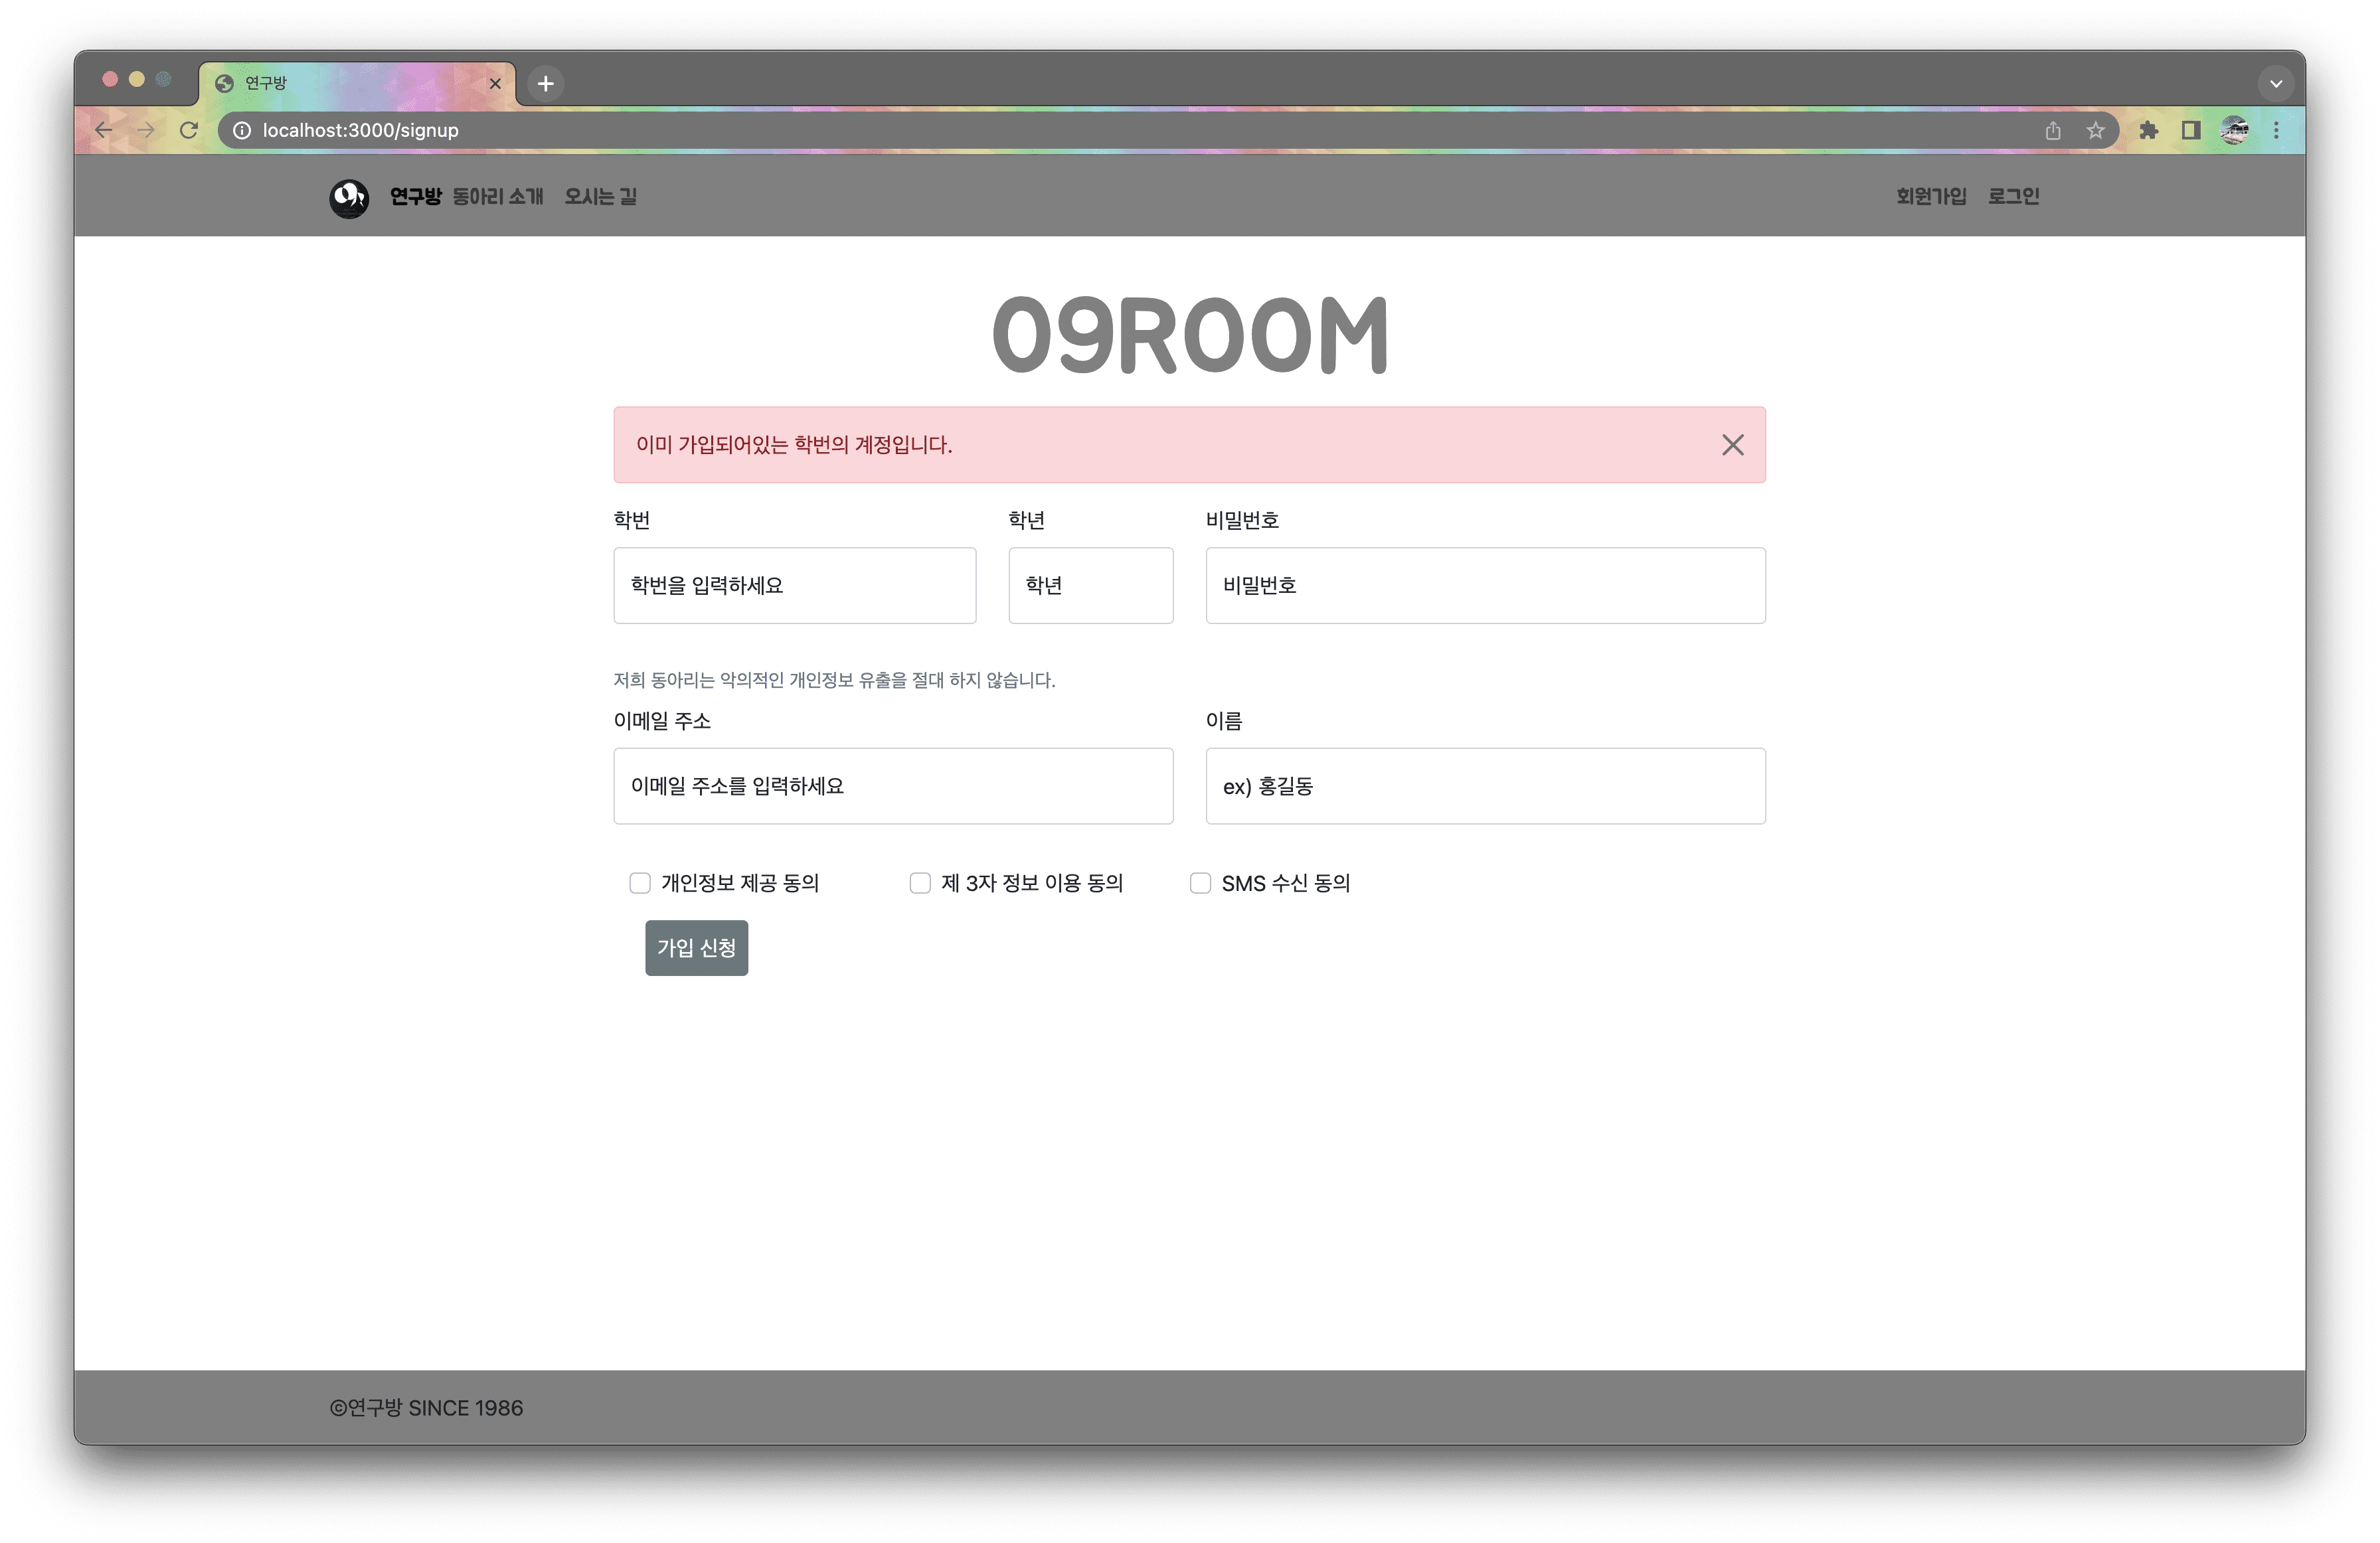 연구방
localhost:3000/signup
연구방 동아리 소개 오시는 길 회원가입 로그인
09ROOM
이미 가입되어있는 학번의 계정입니다.
학번 학년 비밀번호
학번을 입력하세요 학년 비밀번호
저희 동아리는 악의적인 개인정보 유출을 절대 하지 않습니다.
이메일 주소 이름
이메일 주소를 입력하세요 ex) 홍길동
개인정보 제공 동의 제 3자 정보 이용 동의 SMS 수신 동의
가입 신청
©연구방 SINCE 1986